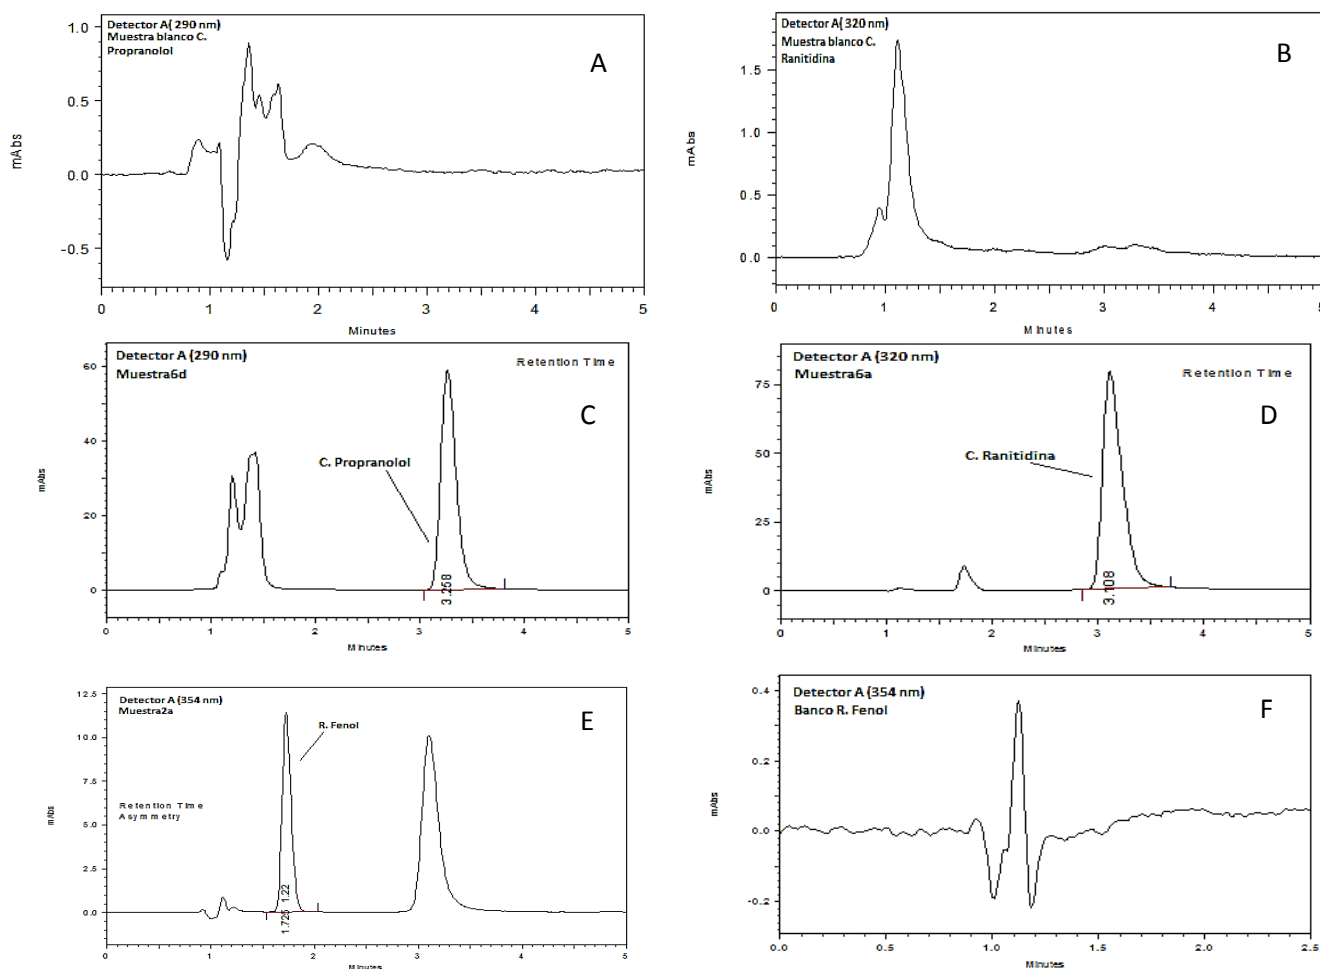 Detector A( 290 nm)
Muestra blanco C.
Propranolol
A
mAbs
1.0
0.5
0.0
-0.5
0
1
2
3
4
5
Minutes
Detector A( 320 nm)
Muestra blanco C.
Ranitidina
B
mAbs
1.5
1.0
0.5
0.0
0
1
2
3
4
5
Minutes
Detector A (290 nm)
Muestra6d
Retention Time
C
C. Propranolol
3.258
mAbs
60
40
20
0
0
1
2
3
4
5
Minutes
Detector A (320 nm)
Muestra6a
Retention Time
D
C. Ranitidina
3.108
mAbs
75
50
25
0
0
1
2
3
4
5
Minutes
Detector A (354 nm)
Muestra2a
R. Fenol
E
Retention Time
Asymmetry
1.725 1.22
mAbs
12.5
10.0
7.5
5.0
2.5
0.0
0
1
2
3
4
5
Minutes
Detector A (354 nm)
Banco R. Fenol
F
mAbs
0.4
0.2
0.0
-0.2
0.0
0.5
1.0
1.5
2.0
2.5
Minutes